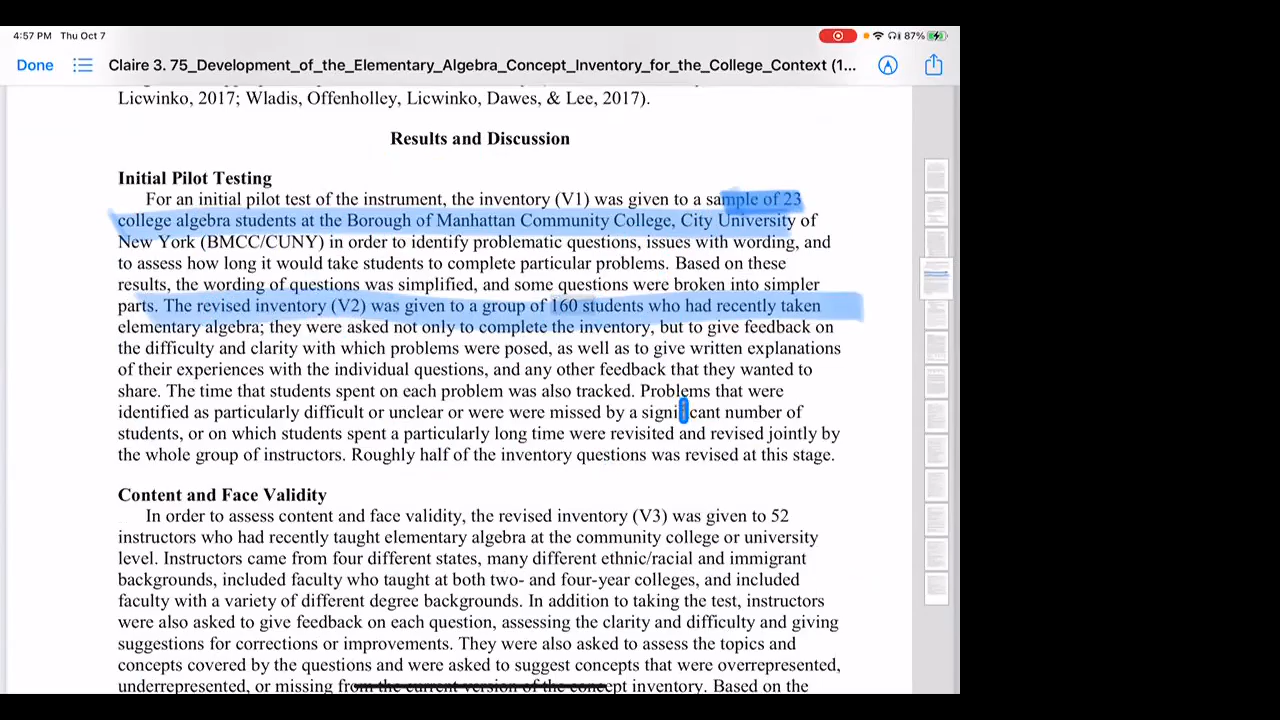 4:57 PM Thu Oct 7
87%
Done
Claire 3. 75_Development_of_the_Elementary_Algebra_Concept_Inventory_for_the_College_Context (1...
Licwinko, 2017; Wladis, Offenholley, Licwinko, Dawes, & Lee, 2017).
Results and Discussion
Initial Pilot Testing
For an initial pilot test of the instrument, the inventory (V1) was given to a sample of 23
college algebra students at the Borough of Manhattan Community College, City University of
New York (BMCC/CUNY) in order to identify problematic questions, issues with wording, and
to assess how long it would take students to complete particular problems. Based on these
results, the wording of questions was simplified, and some questions were broken into simpler
parts. The revised inventory (V2) was given to a group of 160 students who had recently taken
elementary algebra; they were asked not only to complete the inventory, but to give feedback on
the difficulty and clarity with which problems were posed, as well as to give written explanations
of their experiences with the individual questions, and any other feedback that they wanted to
share. The time that students spent on each problem was also tracked. Problems that were
identified as particularly difficult or unclear or were were missed by a significant number of
students, or on which students spent a particularly long time were revisited and revised jointly by
the whole group of instructors. Roughly half of the inventory questions was revised at this stage.
Content and Face Validity
In order to assess content and face validity, the revised inventory (V3) was given to 52
instructors who had recently taught elementary algebra at the community college or university
level. Instructors came from four different states, many different ethnic/racial and immigrant
backgrounds, included faculty who taught at both two- and four-year colleges, and included
faculty with a variety of different degree backgrounds. In addition to taking the test, instructors
were also asked to give feedback on each question, assessing the clarity and difficulty and giving
suggestions for corrections or improvements. They were also asked to assess the topics and
concepts covered by the questions and were asked to suggest concepts that were overrepresented,
underrepresented, or missing from the current version of the concept inventory. Based on the